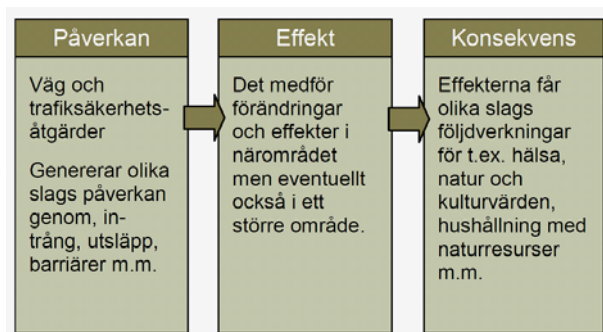 Påverkan
Väg och
trafiksäkerhets-
åtgärder
Genererar olika
slags påverkan
genom, in-
trång, utsläpp,
barriärer m.m.
Effekt
Det medför
förändringar
och effekter i
närområdet
men eventuellt
också i ett
större område.
Konsekvens
Effekterna får
olika slags
följdverkningar
för t.ex. hälsa,
natur och
kulturvärden,
hushållning med
naturresurser
m.m.